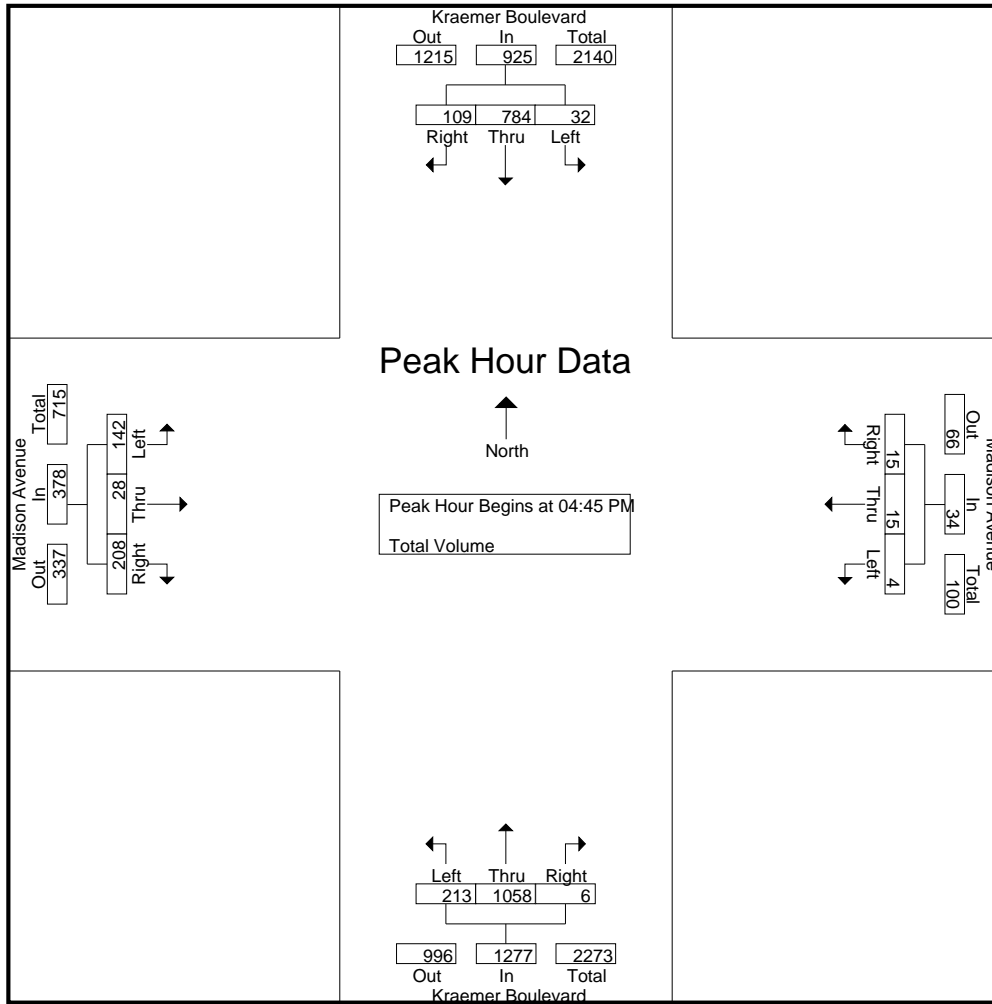 Kraemer Boulevard
Out In Total
1215 925 2140
109 784 32
Right Thru Left
Peak Hour Data
North
Peak Hour Begins at 04:45 PM
Total Volume
Madison Avenue
Out In Total
337 378 715
142 28 208
Left Thru Right
Right Thru Left
15 15 4
Out In Total
66 34 100
Madison Avenue
Left Thru Right
213 1058 6
996 1277 2273
Out In Total
Kraemer Boulevard